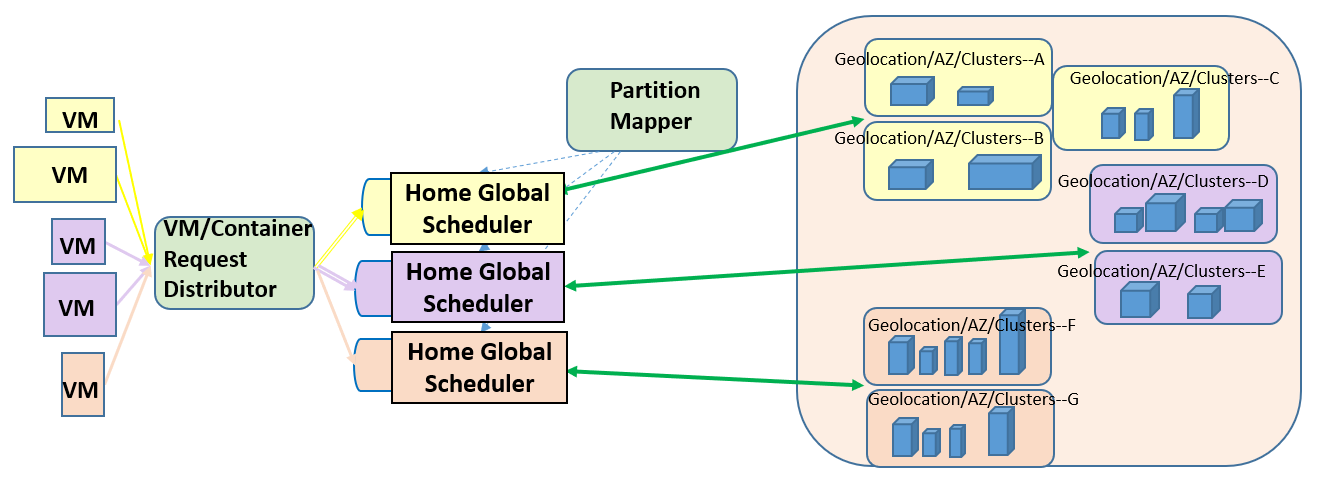 VM
VM
VM
VM
VM
VM/Container
Request
Distributor
Partition
Mapper
Home Global
Scheduler
Home Global
Scheduler
Home Global
Scheduler
Geolocation/AZ/Clusters--A
Geolocation/AZ/Clusters--C
Geolocation/AZ/Clusters--B
Geolocation/AZ/Clusters--D
Geolocation/AZ/Clusters--E
Geolocation/AZ/Clusters--F
Geolocation/AZ/Clusters--G